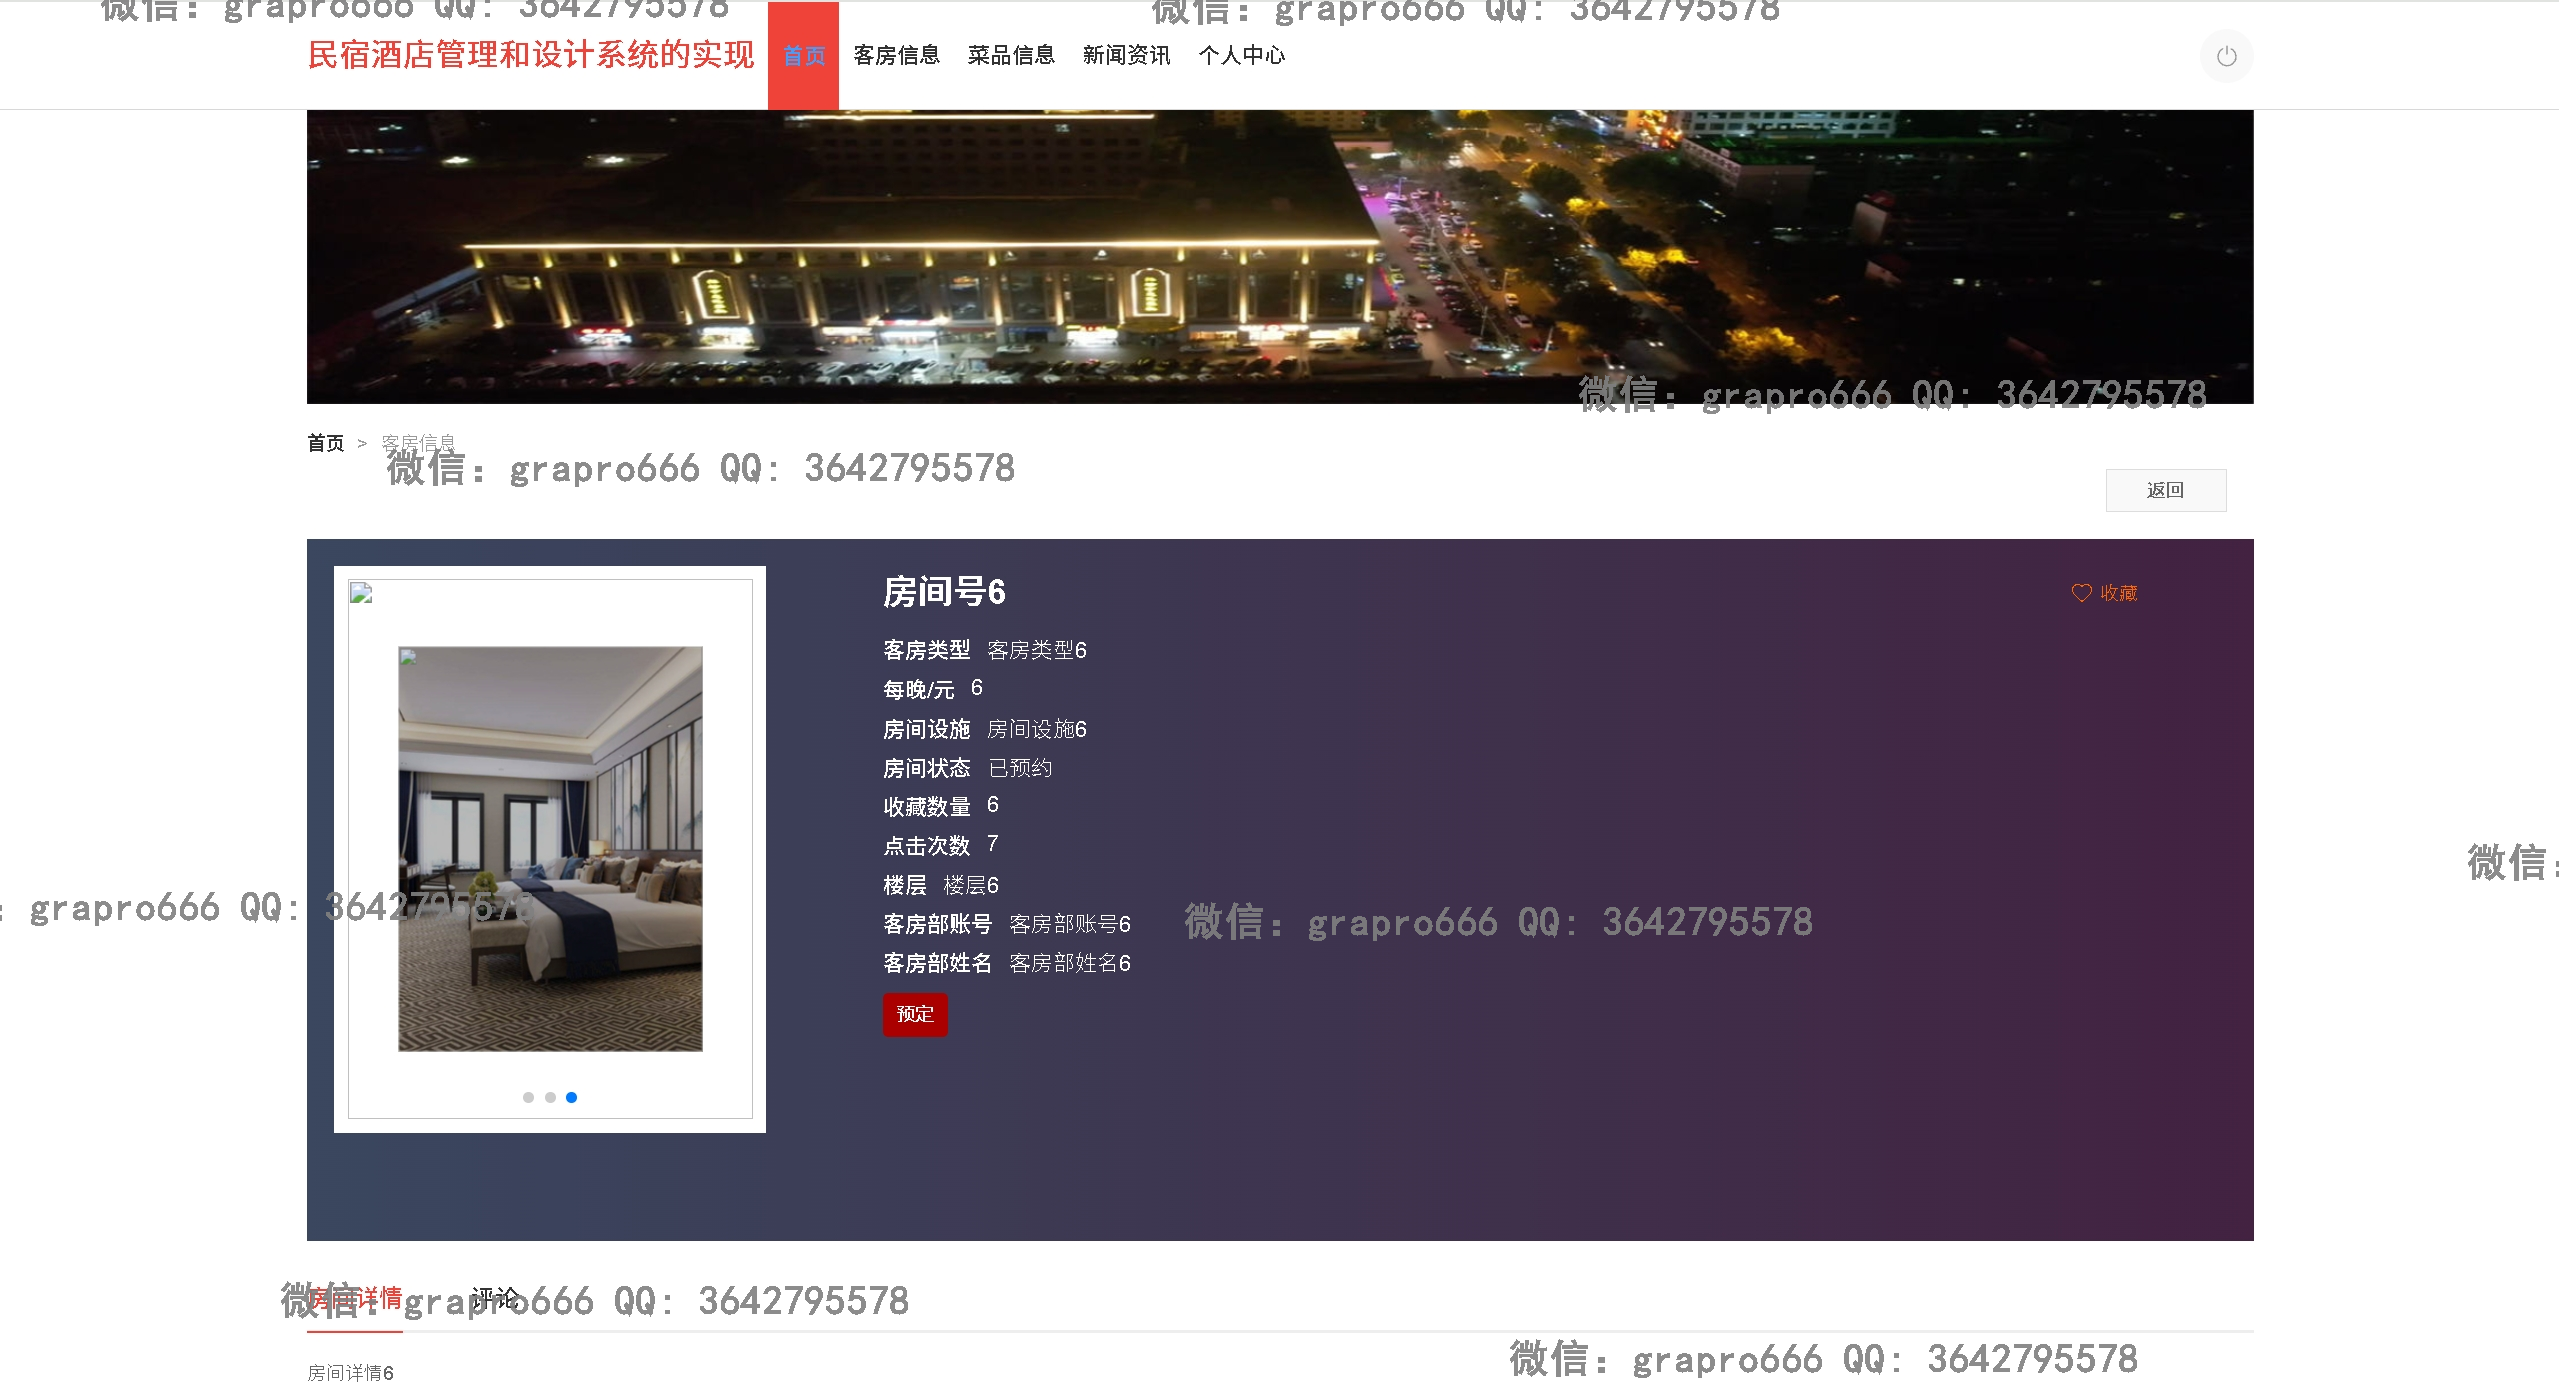 微信: grapro666 QQ: 3642795578
微信: grapro666 QQ: 3642795578
民宿酒店管理和设计系统的实现
首页 客房信息 菜品信息 新闻资讯 个人中心
微信: grapro666 QQ: 3642795578
首页 > 客房信息
微信: grapro666 QQ: 3642795578
返回
房间号6
收藏
客房类型 客房类型6
每晚/元 6
房间设施 房间设施6
房间状态 已预约
收藏数量 6
点击次数 7
楼层 楼层6
微信:
: grapro666 QQ: 3642795578
客房部账号 客房部账号6
微信: grapro666 QQ: 3642795578
客房部姓名 客房部姓名6
预定
房间详情 评论
微信: grapro666 QQ: 3642795578
微信: grapro666 QQ: 3642795578
房间详情6